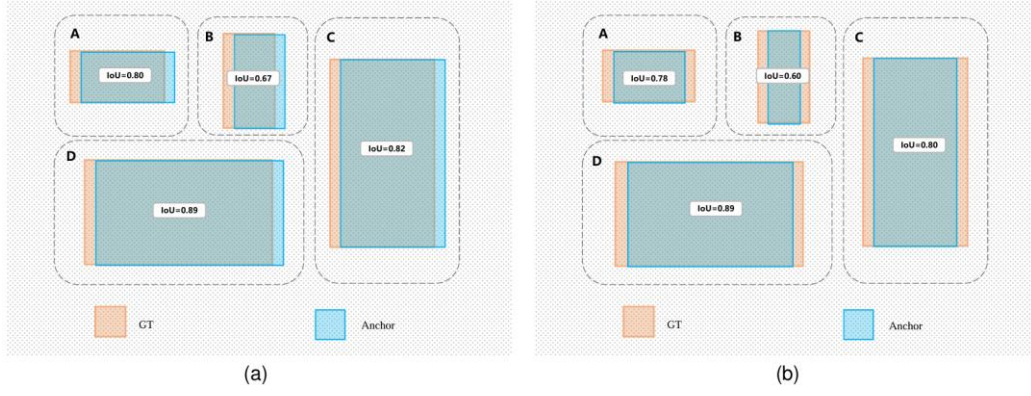 A
B
C
IoU=0.80
IoU=0.67
IoU=0.82
D
IoU=0.89
GT
Anchor
(a)
A
B
C
IoU=0.78
IoU=0.60
IoU=0.80
D
IoU=0.89
GT
Anchor
(b)